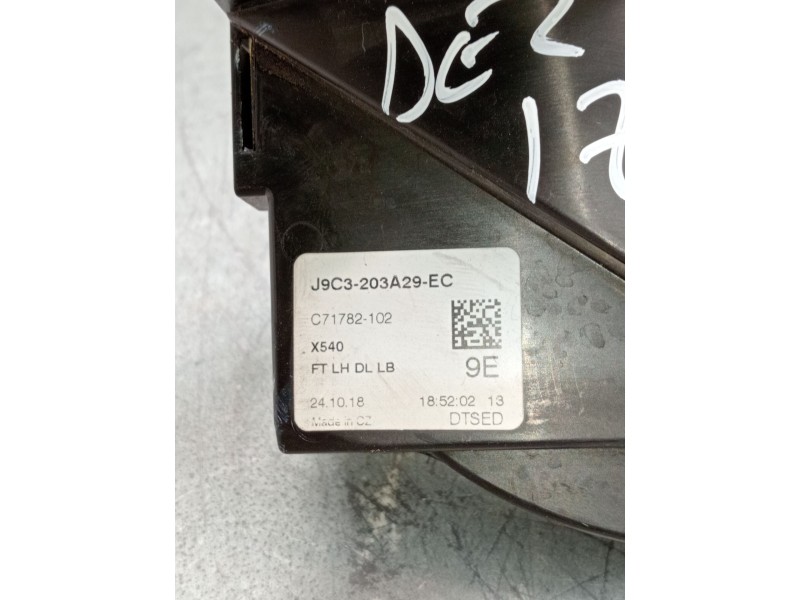 DEZ
J9C3-203A29-EC
C71782-102
X540
FT LH DL LB 9E
24.10.18 18:52:02 13
Made in CZ DTSED